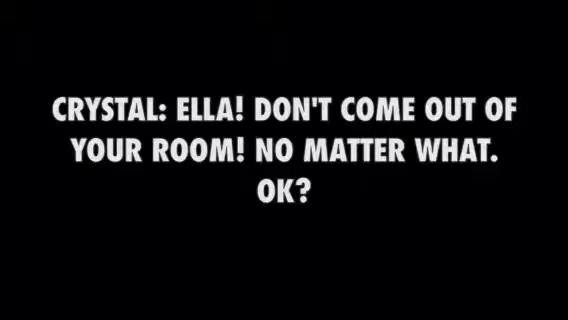 CRYSTAL: ELLA! DON'T COME OUT OF
YOUR ROOM! NO MATTER WHAT.
OK?